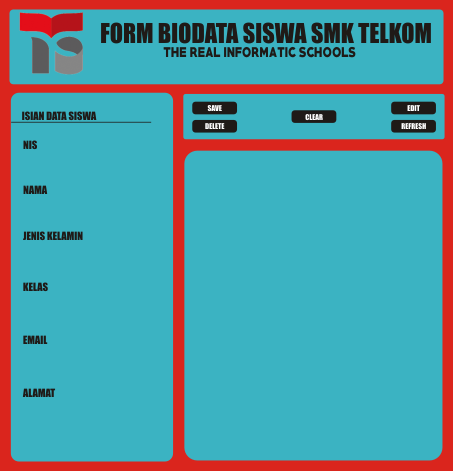 FORM BIODATA SISWA SMK TELKOM
THE REAL INFORMATIC SCHOOLS
ISIAN DATA SISWA
NIS
NAMA
JENIS KELAMIN
KELAS
EMAIL
ALAMAT
SAVE
EDIT
CLEAR
DELETE
REFRESH